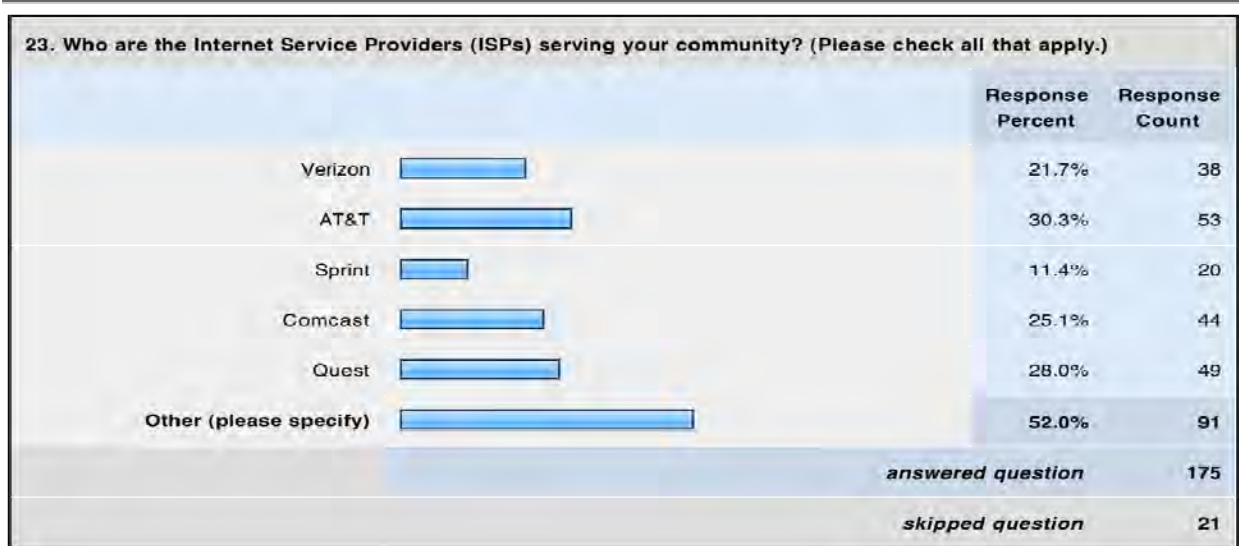 23. Who are the Internet Service Providers (ISPs) serving your community? (Please check all that apply.)
Response Percent Response Count
Verizon 21.7% 38
AT&T 30.3% 53
Sprint 11.4% 20
Comcast 25.1% 44
Quest 28.0% 49
Other (please specify) 52.0% 91
answered question 175
skipped question 21